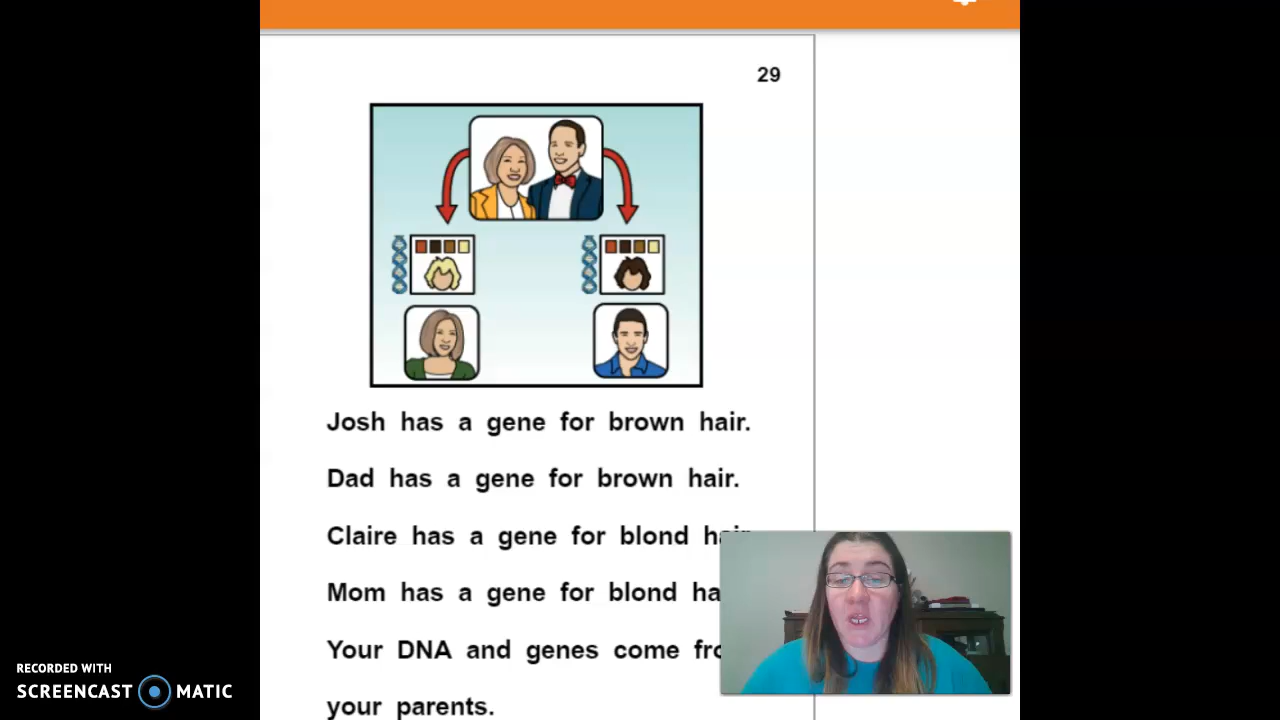 29
Josh has a gene for brown hair.
Dad has a gene for brown hair.
Claire has a gene for blond
Mom has a gene for blond
Your DNA and genes come
your parents.
RECORDED WITH
SCREENCAST MATIC